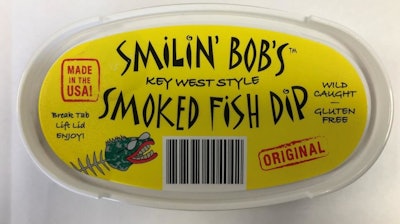 SMILIN' BOB'S™
KEY WEST STYLE
SMOKED FISH DIP
MADE
IN THE
USA!
Break Tab
Lift Lid
ENJOY!
WILD
CAUGHT
—
GLUTEN
FREE
ORIGINAL